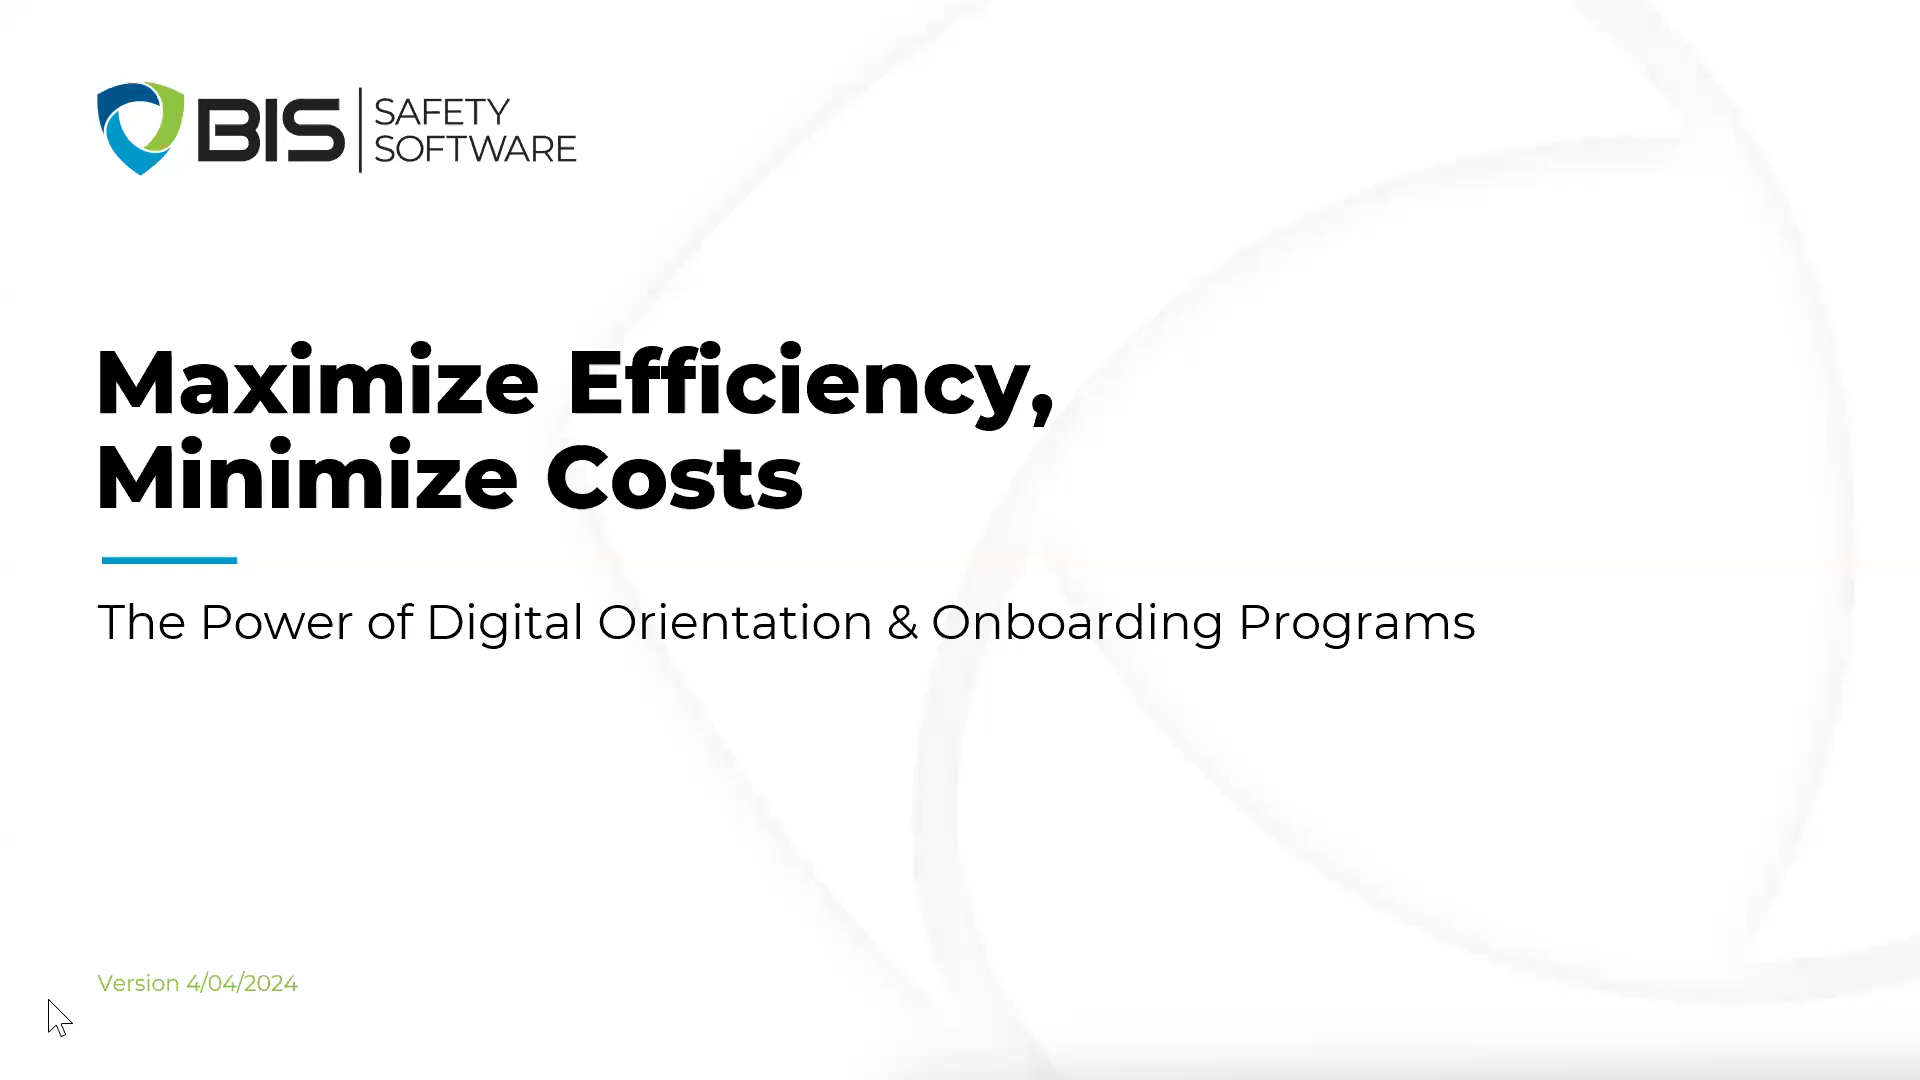 BIS SAFETY
SOFTWARE
Maximize Efficiency,
Minimize Costs
The Power of Digital Orientation & Onboarding Programs
Version 4/04/2024